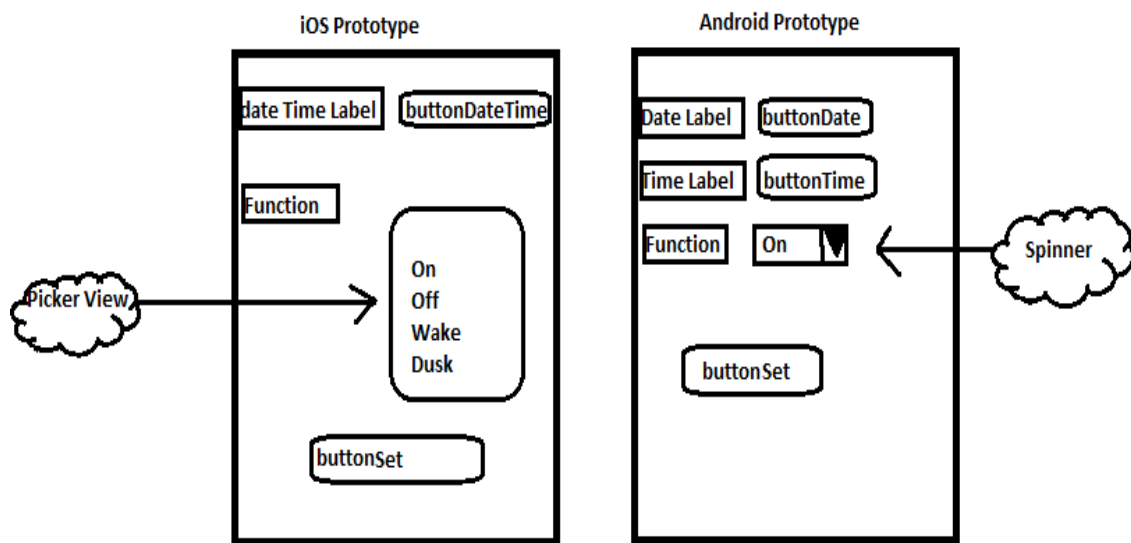 iOS Prototype
date Time Label
buttonDateTime
Function
On
Off
Wake
Dusk
Picker View
buttonSet
Android Prototype
Date Label
buttonDate
Time Label
buttonTime
Function
On
Spinner
buttonSet